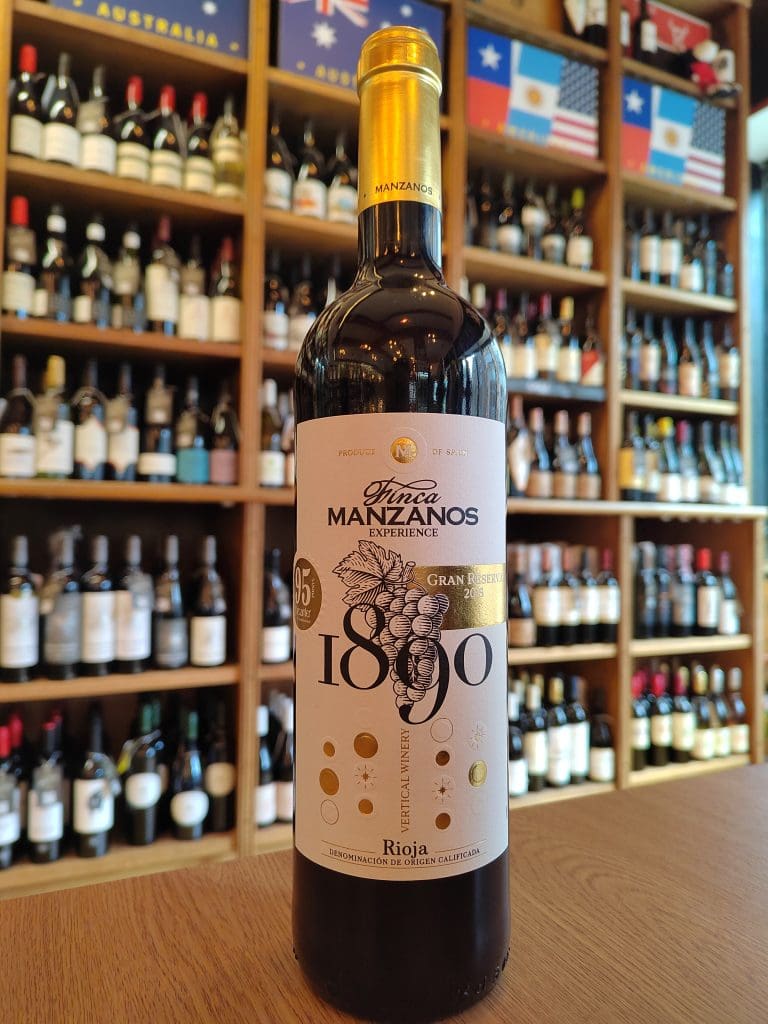 AUSTRALIA
MANZANOS
PRODUCT OF SPAIN
Finca
MANZANOS
EXPERIENCE
GRAN RESERVA
95
1890
VERTICAL WINERY
Rioja
DENOMINACIÓN DE ORIGEN CALIFICADA